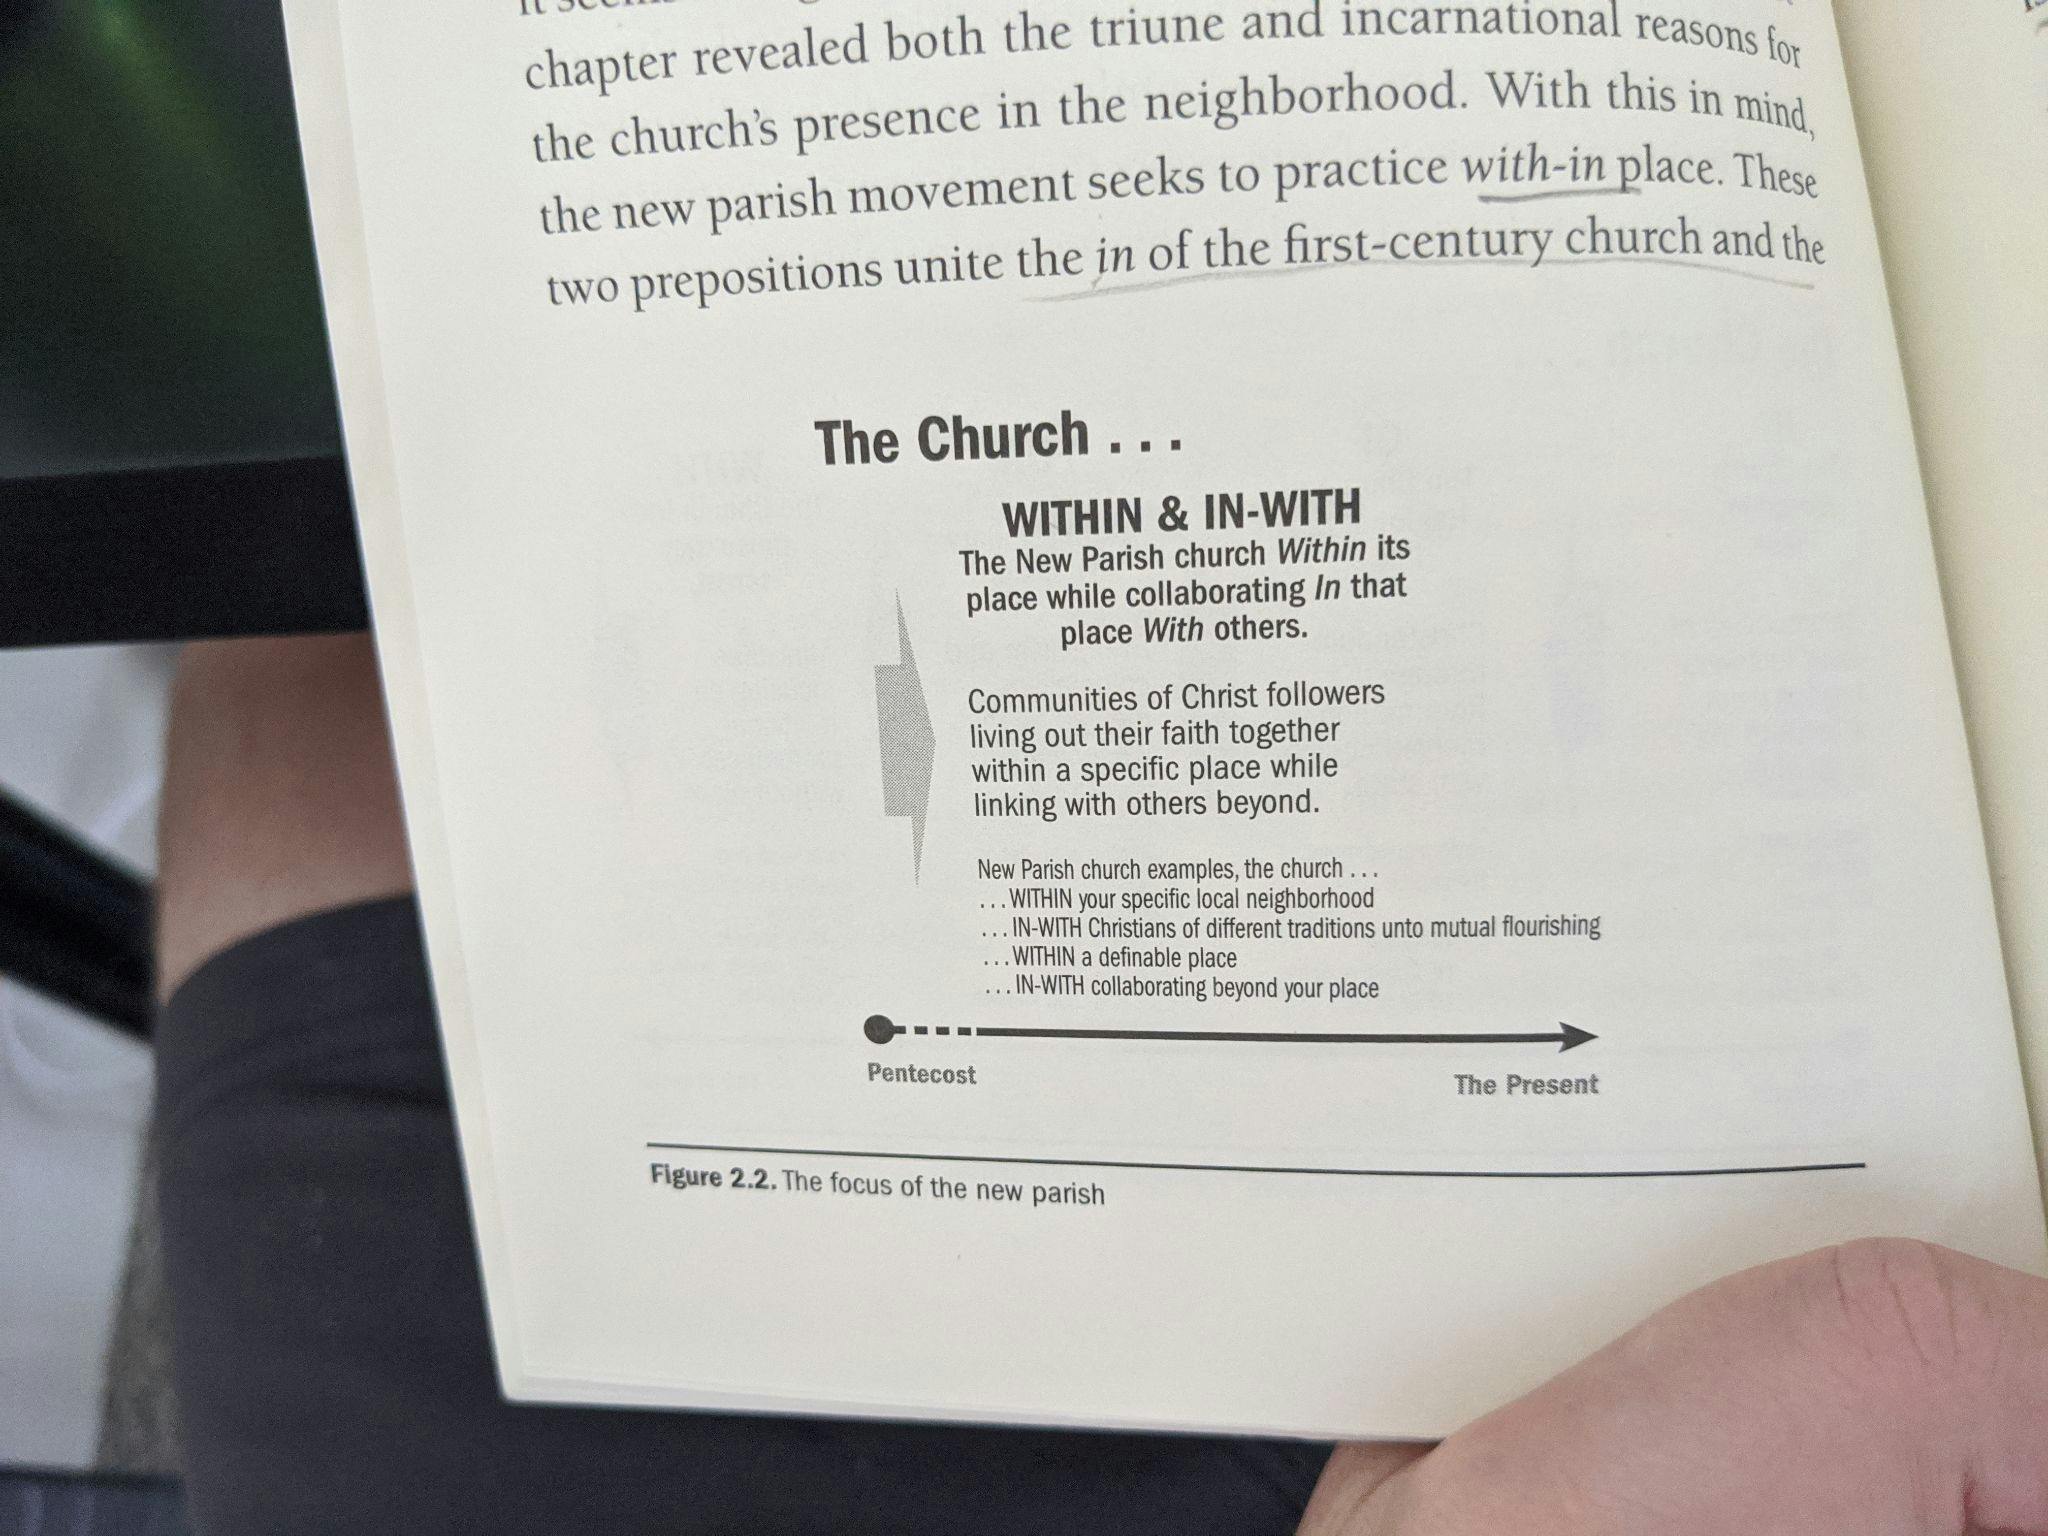 chapter revealed both the triune and incarnational reasons for
the church's presence in the neighborhood. With this in mind,
the new parish movement seeks to practice with-in place. These
two prepositions unite the in of the first-century church and the
The Church . . .
WITHIN & IN-WITH
The New Parish church Within its
place while collaborating In that
place With others.
Communities of Christ followers
living out their faith together
within a specific place while
linking with others beyond.
New Parish church examples, the church . . .
. . . WITHIN your specific local neighborhood
. . . IN-WITH Christians of different traditions unto mutual flourishing
. . . WITHIN a definable place
. . . IN-WITH collaborating beyond your place
Pentecost
The Present
Figure 2.2. The focus of the new parish